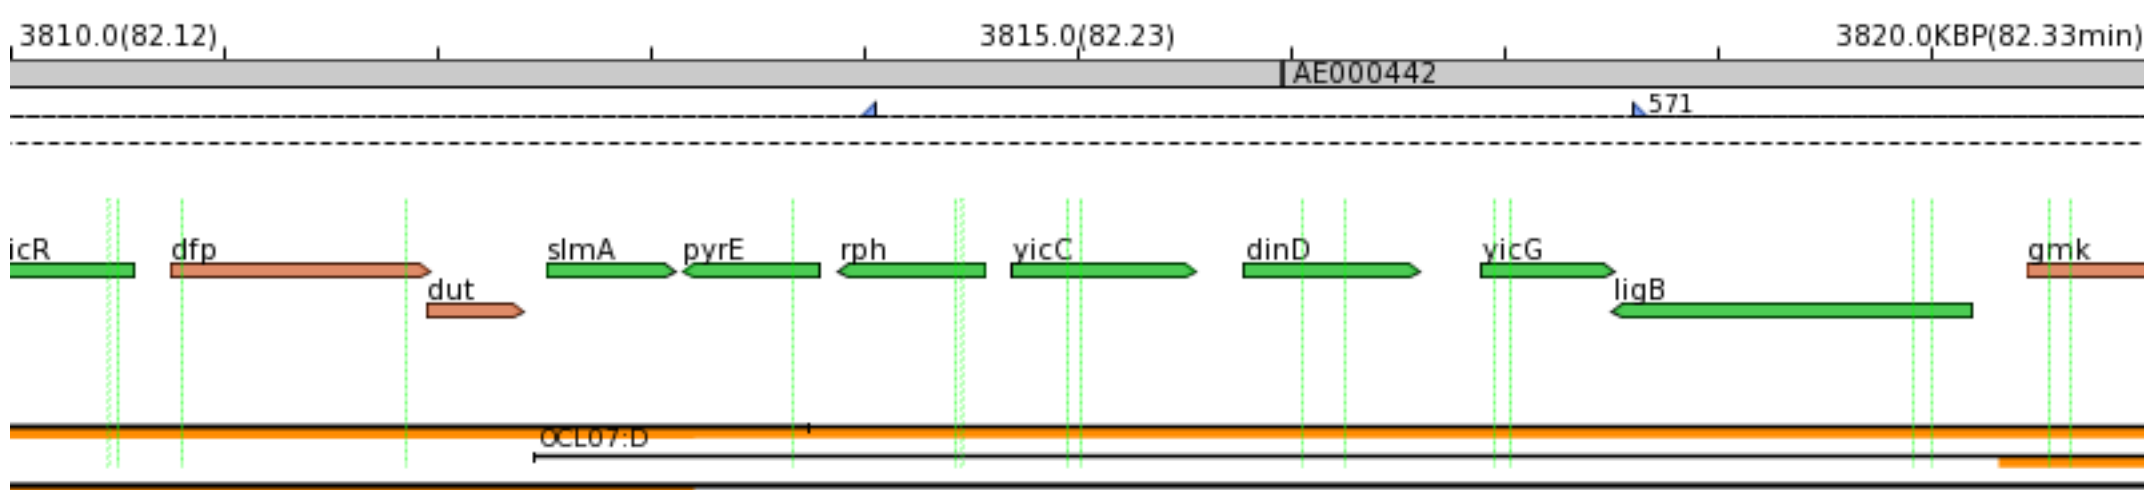 3810.0(82.12) 3815.0(82.23) 3820.0KBP(82.33min)
AE000442
571
icR dfp slmA pyrE rph yicC dinD yicG gmk
dut ligB
OCL07:D